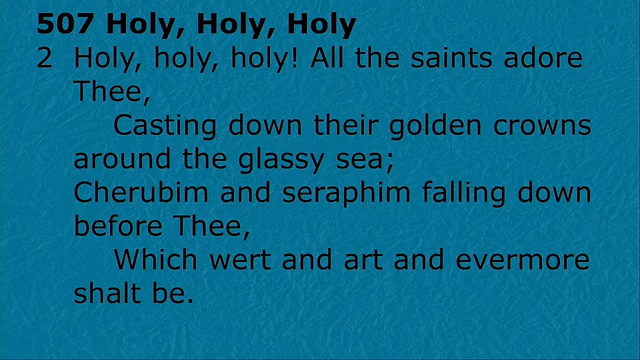 507 Holy, Holy, Holy
2 Holy, holy, holy! All the saints adore
Thee,
Casting down their golden crowns
around the glassy sea;
Cherubim and seraphim falling down
before Thee,
Which wert and art and evermore
shalt be.